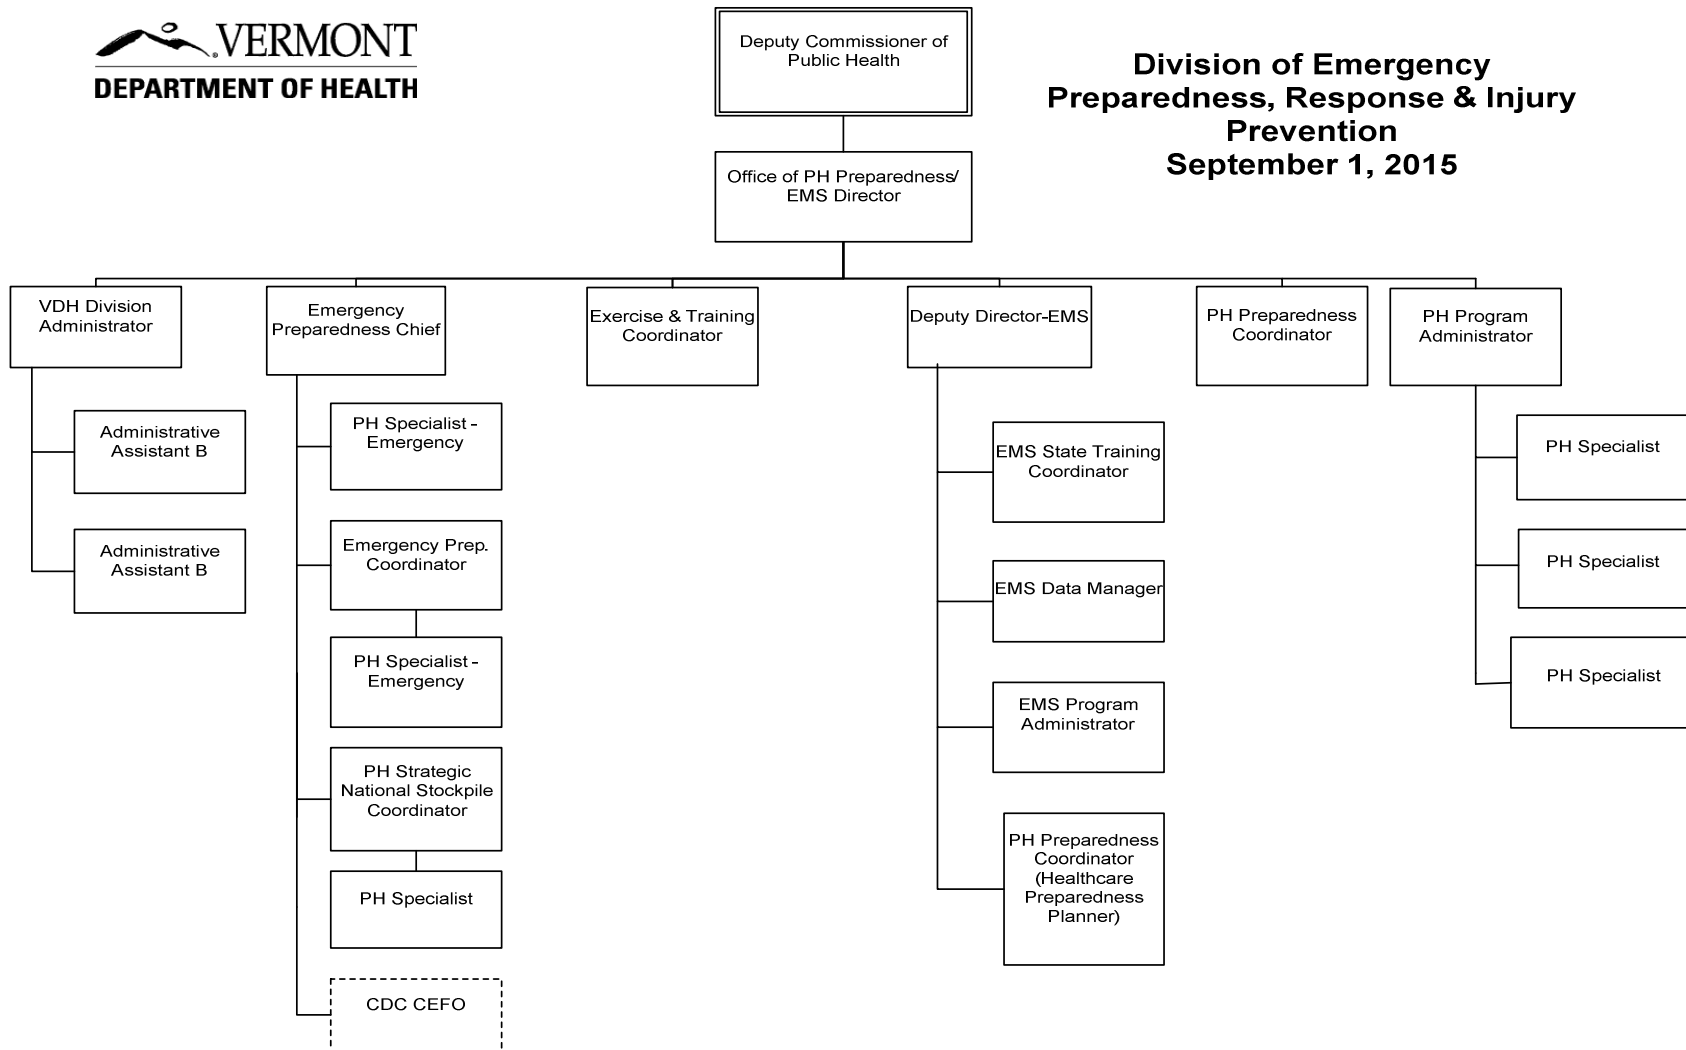 VERMONT
DEPARTMENT OF HEALTH
Deputy Commissioner of
Public Health
Division of Emergency
Preparedness, Response & Injury
Prevention
September 1, 2015
Office of PH Preparedness/
EMS Director
VDH Division
Administrator
Administrative
Assistant B
Administrative
Assistant B
Emergency
Preparedness Chief
PH Specialist -
Emergency
Emergency Prep.
Coordinator
PH Specialist -
Emergency
PH Strategic
National Stockpile
Coordinator
PH Specialist
CDC CEFO
Exercise & Training
Coordinator
Deputy Director-EMS
EMS State Training
Coordinator
EMS Data Manager
EMS Program
Administrator
PH Preparedness
Coordinator
(Healthcare
Preparedness
Planner)
PH Preparedness
Coordinator
PH Program
Administrator
PH Specialist
PH Specialist
PH Specialist